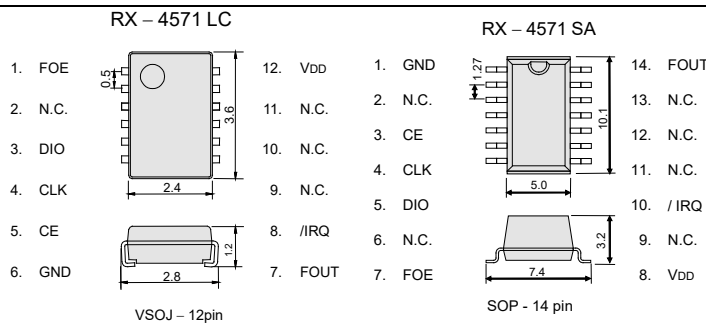 RX – 4571 LC
1. FOE
2. N.C.
3. DIO
4. CLK
5. CE
6. GND
0.5
3.6
2.4
1.2
2.8
12. VDD
11. N.C.
10. N.C.
9. N.C.
8. /IRQ
7. FOUT
VSOJ – 12pin
RX – 4571 SA
1. GND
2. N.C.
3. CE
4. CLK
5. DIO
6. N.C.
7. FOE
1.27
10.1
5.0
3.2
7.4
14. FOUT
13. N.C.
12. N.C.
11. N.C.
10. / IRQ
9. N.C.
8. VDD
SOP - 14 pin